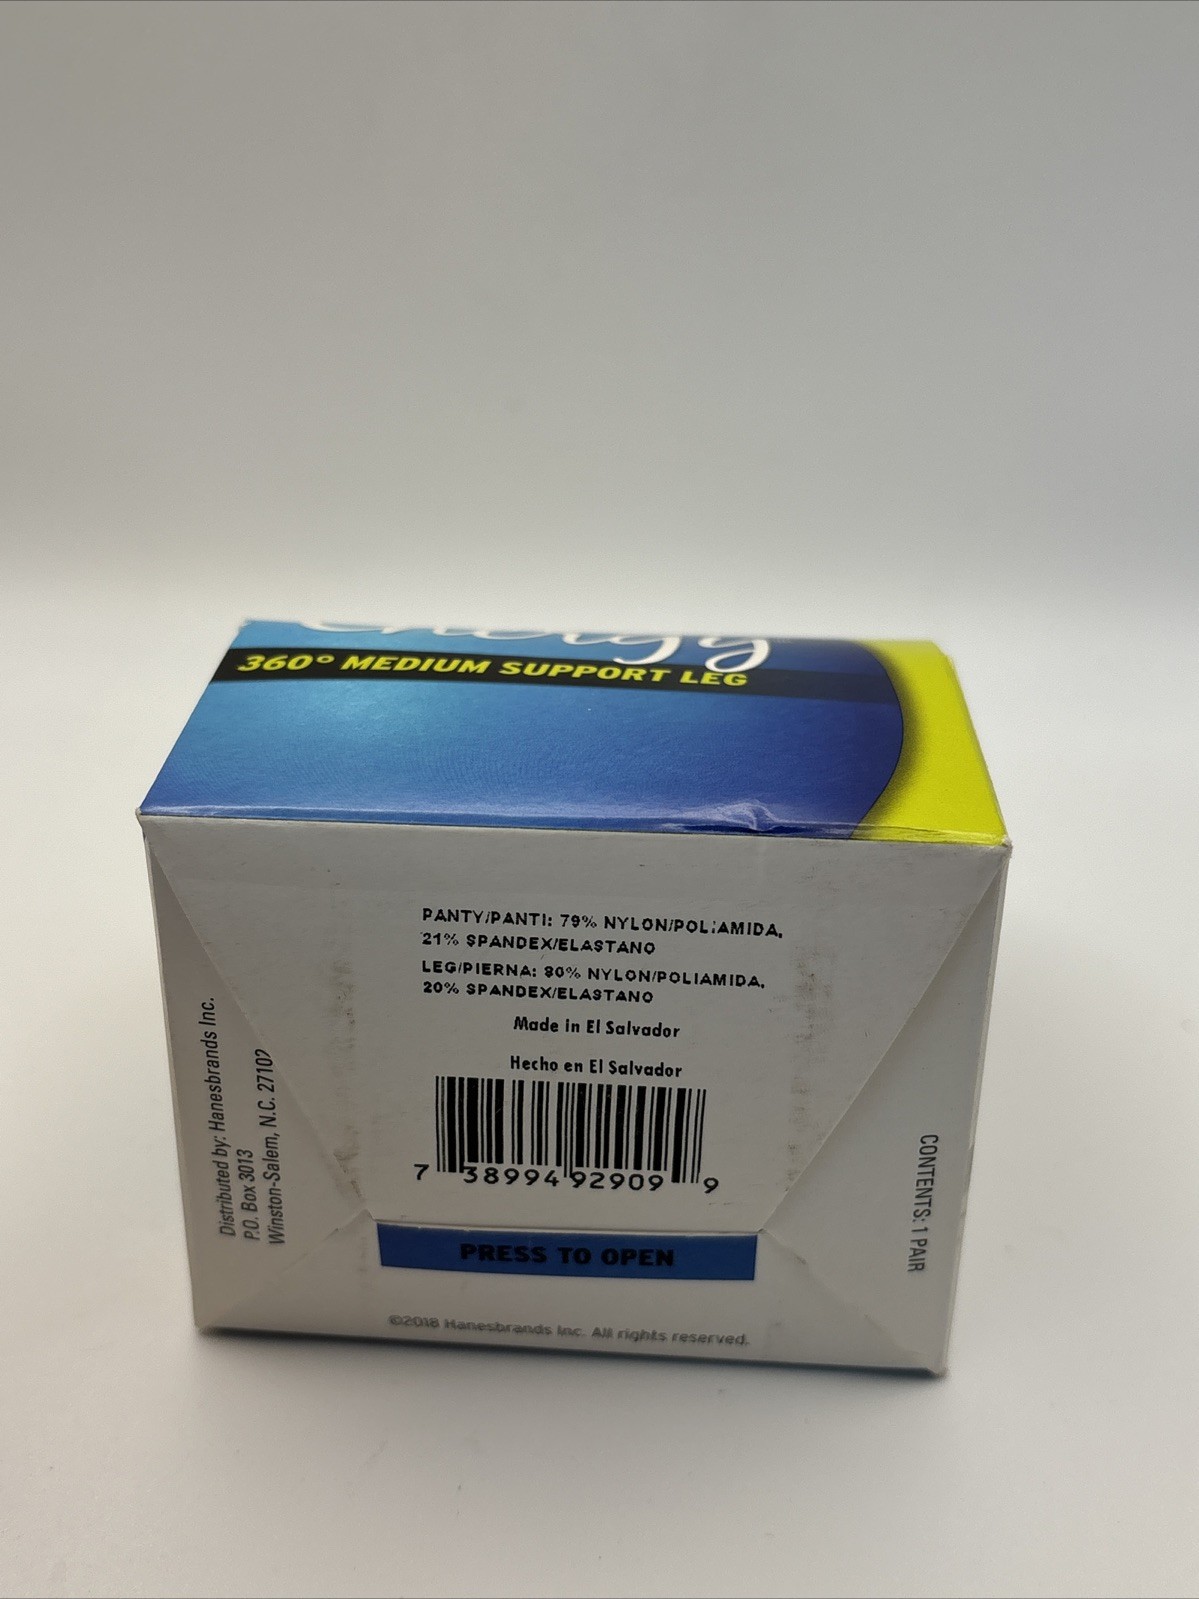 energy
360° MEDIUM SUPPORT LEG
PANTY/PANTI: 79% NYLON/POLIAMIDA,
21% SPANDEX/ELASTANO
LEG/PIERNA: 80% NYLON/POLIAMIDA,
20% SPANDEX/ELASTANO
Made in El Salvador
Hecho en El Salvador
7 38994 92909 9
Distributed by: Hanesbrands Inc.
P.O. Box 3013
Winston-Salem, N.C. 27102
CONTENTS: 1 PAIR
PRESS TO OPEN
©2018 Hanesbrands Inc. All rights reserved.